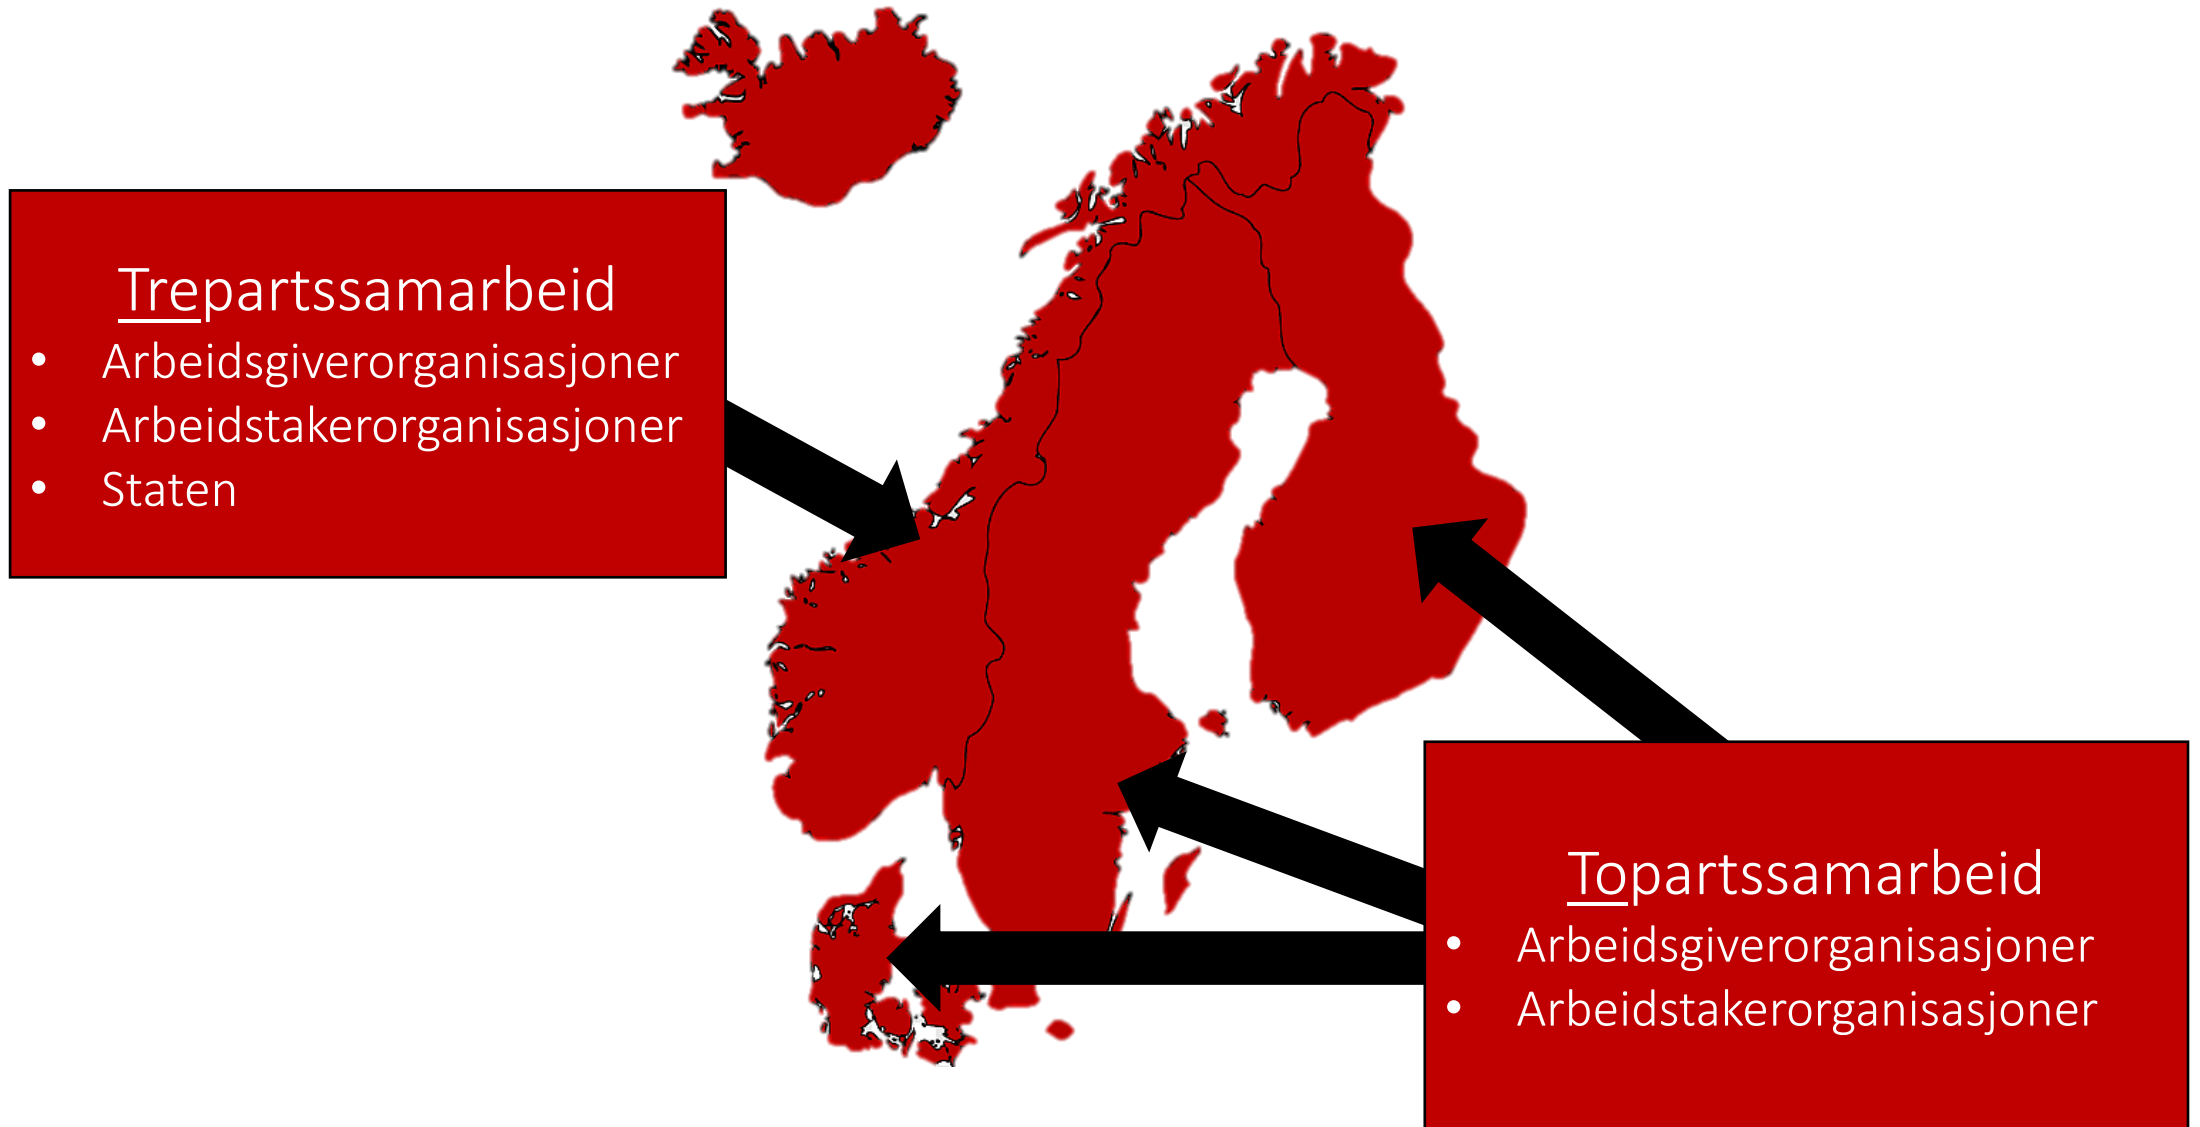 Trepartssamarbeid
• Arbeidsgiverorganisasjoner
• Arbeidstakerorganisasjoner
• Staten
Topartssamarbeid
• Arbeidsgiverorganisasjoner
• Arbeidstakerorganisasjoner